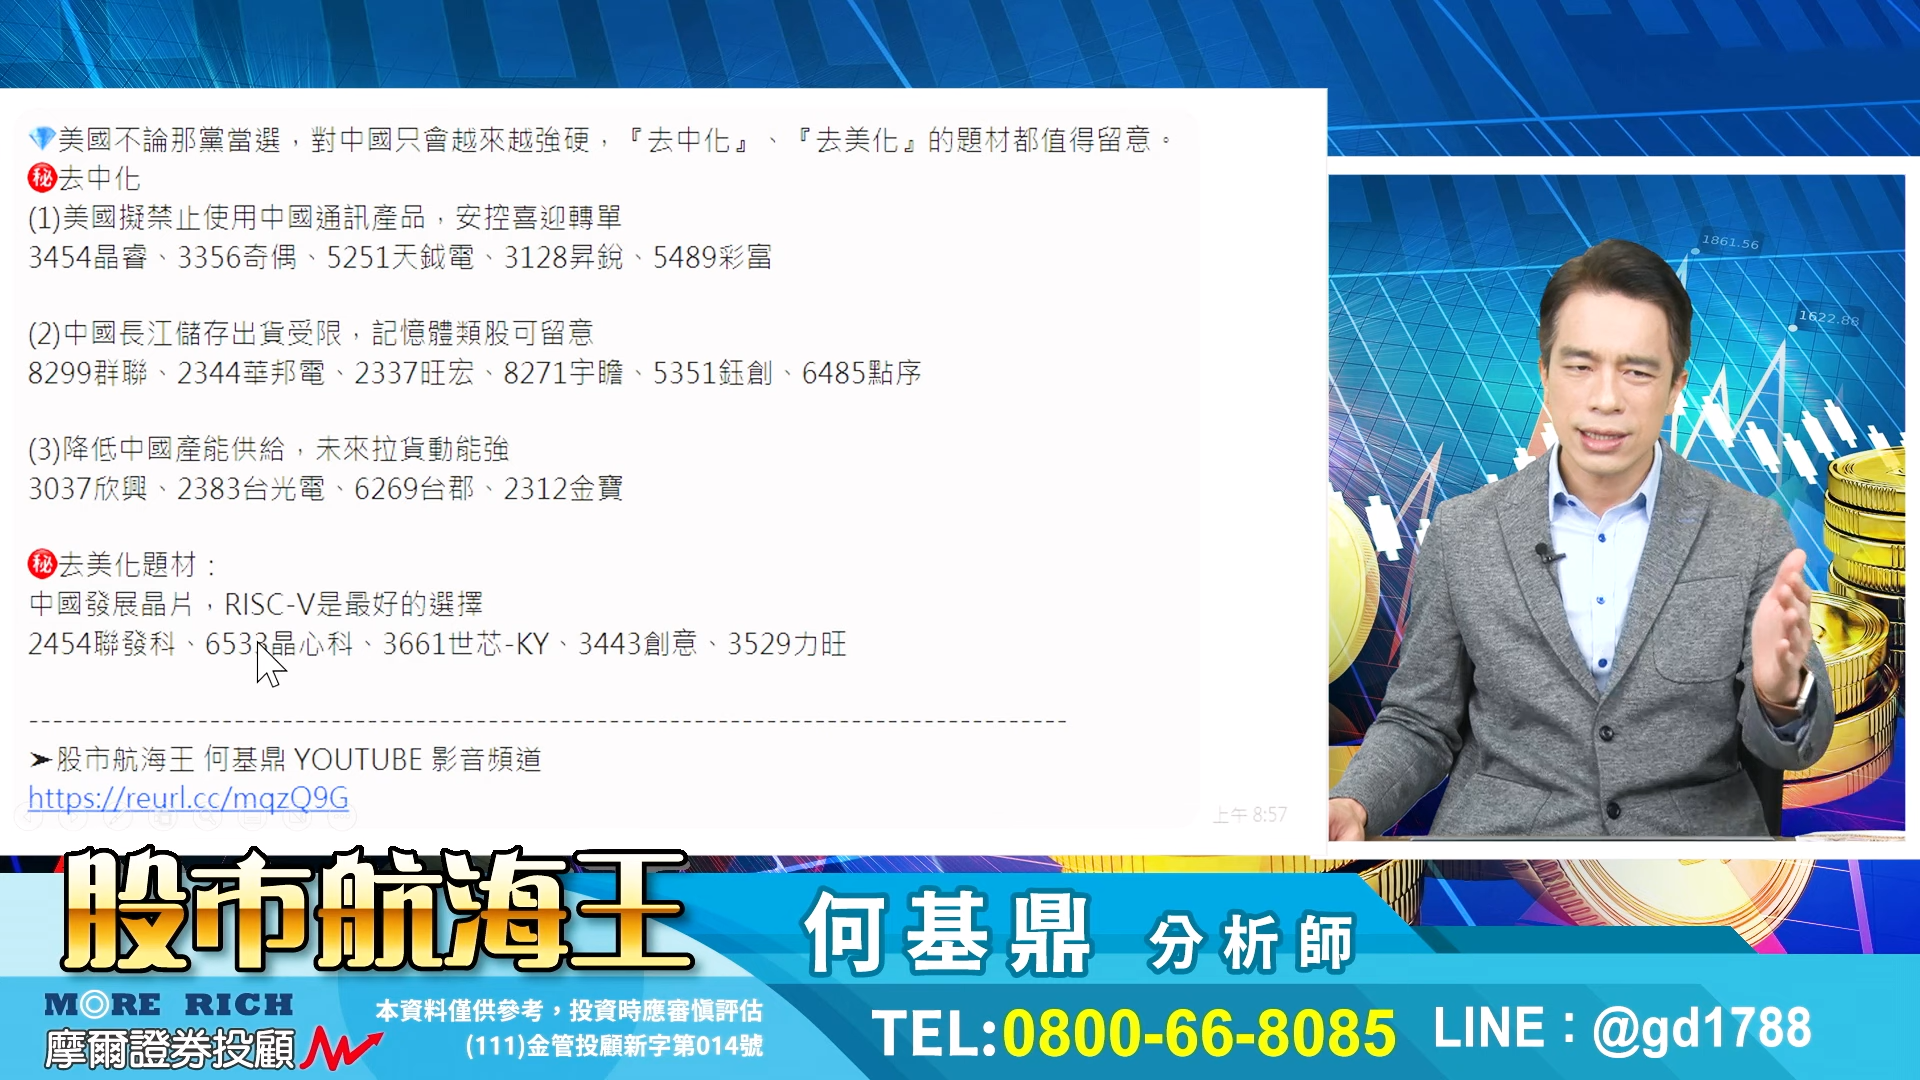 💎美國不論那黨當選，對中國只會越來越強硬，『去中化』、『去美化』的題材都值得留意。
㊙去中化
(1)美國擬禁止使用中國通訊產品，安控喜迎轉單
3454晶睿、3356奇偶、5251天鉞電、3128昇銳、5489彩富
(2)中國長江儲存出貨受限，記憶體類股可留意
8299群聯、2344華邦電、2337旺宏、8271宇瞻、5351鈺創、6485點序
(3)降低中國產能供給，未來拉貨動能強
3037欣興、2383台光電、6269台郡、2312金寶
㊙去美化題材：
中國發展晶片，RISC-V是最好的選擇
2454聯發科、6533晶心科、3661世芯-KY、3443創意、3529力旺
--------------------------------------------------------------------------------------
➤股市航海王 何基鼎 YOUTUBE 影音頻道
https://reurl.cc/mqzQ9G
上午 8:57
1861.56
1622.88
股市航海王
何基鼎 分析師
MORE RICH
摩爾證券投顧
本資料僅供參考，投資時應審慎評估
(111)金管投顧新字第014號
TEL:0800-66-8085
LINE：@gd1788